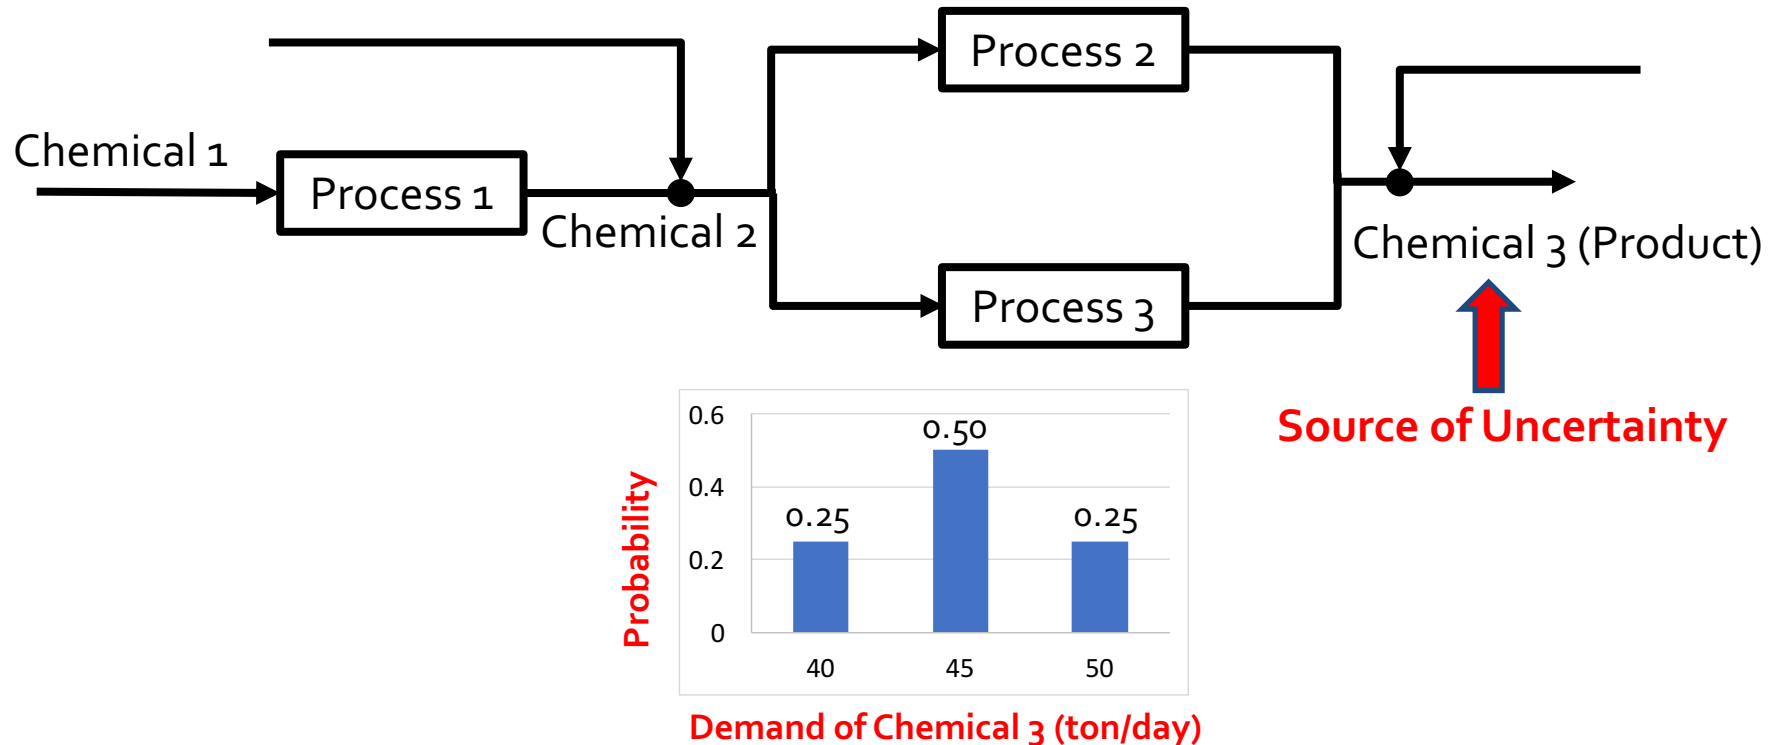 Process 2
Chemical 1
Process 1
Chemical 2
Chemical 3 (Product)
Process 3
Source of Uncertainty
0.6
0.50
0.4
0.25
0.25
0.2
0
40
45
50
Probability
Demand of Chemical 3 (ton/day)